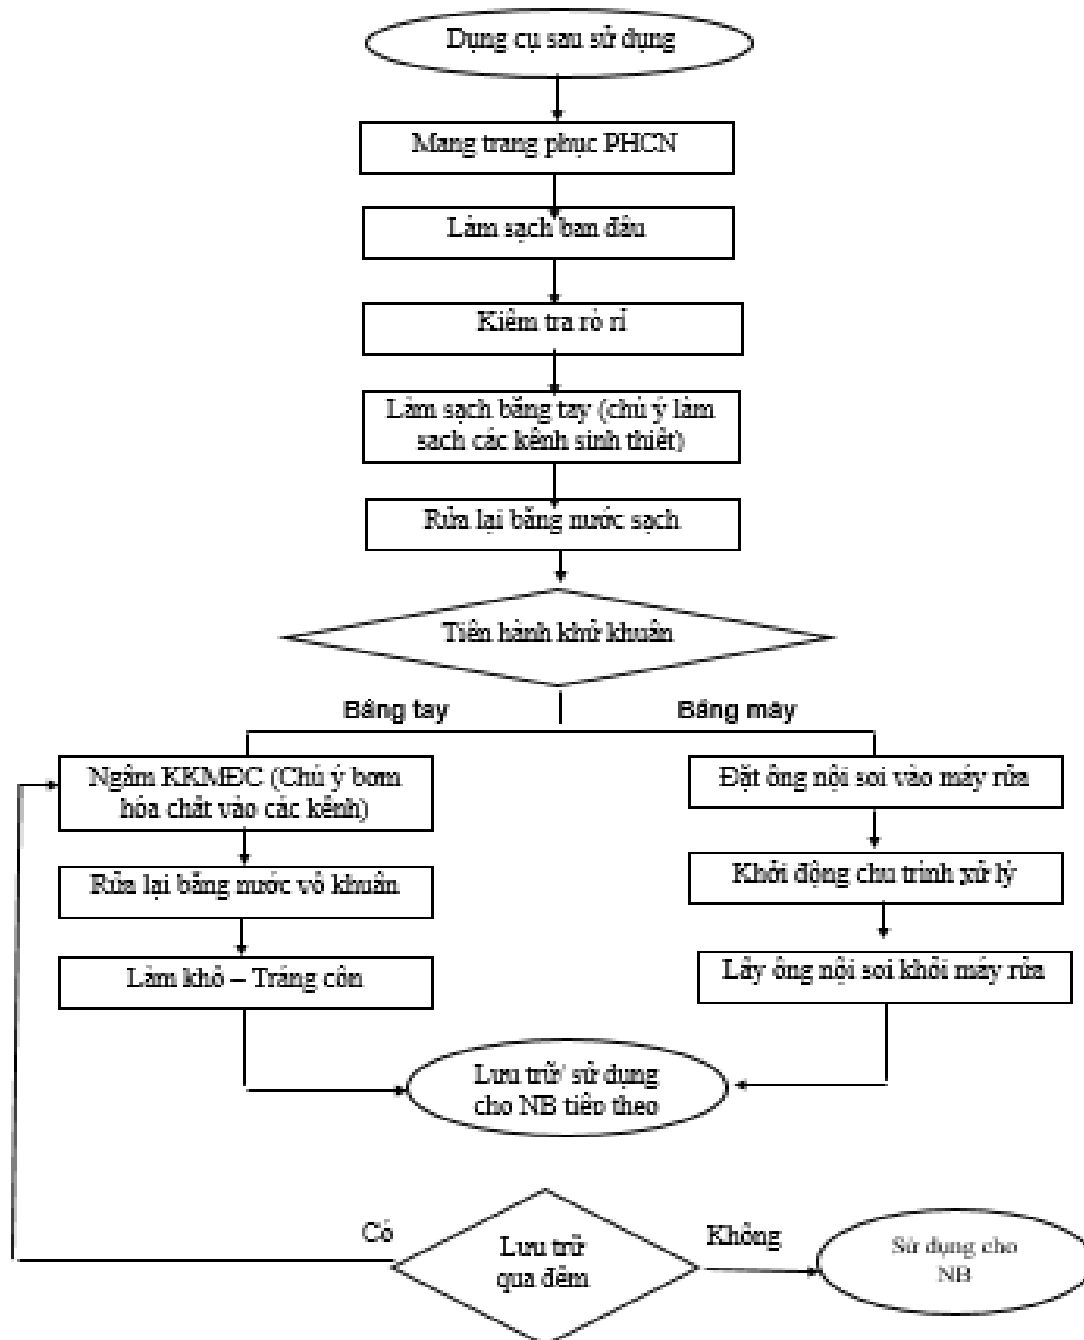 Dụng cụ sau sử dụng
Mang trang phục PHCN
Làm sạch ban đầu
Kiểm tra rò rỉ
Làm sạch bằng tay (chú ý làm
sạch các kênh sinh thiết)
Rửa lại bằng nước sạch
Tiến hành khử khuẩn
Bằng tay
Bằng máy
Ngâm KKMĐC (Chú ý bơm
hóa chất vào các kênh)
Rửa lại bằng nước vô khuẩn
Làm khô – Tráng cồn
Đặt ống nội soi vào máy rửa
Khởi động chu trình xử lý
Lấy ống nội soi khỏi máy rửa
Lưu trữ/ sử dụng
cho NB tiếp theo
Có
Lưu trữ
qua đêm
Không
Sử dụng cho
NB